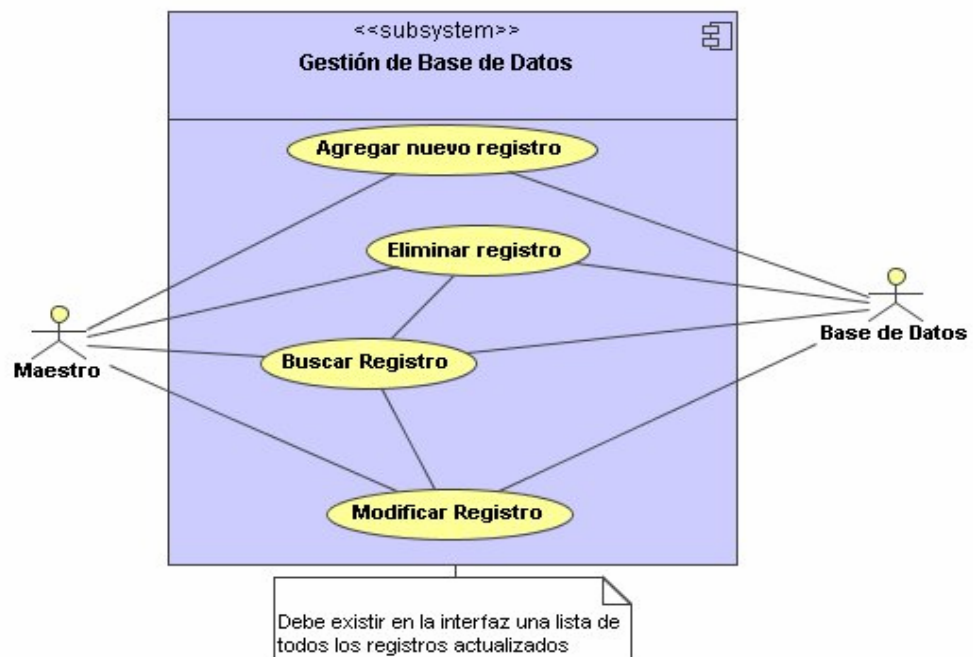 <<subsystem>>
Gestión de Base de Datos
Agregar nuevo registro
Eliminar registro
Buscar Registro
Modificar Registro
Maestro
Base de Datos
Debe existir en la interfaz una lista de
todos los registros actualizados